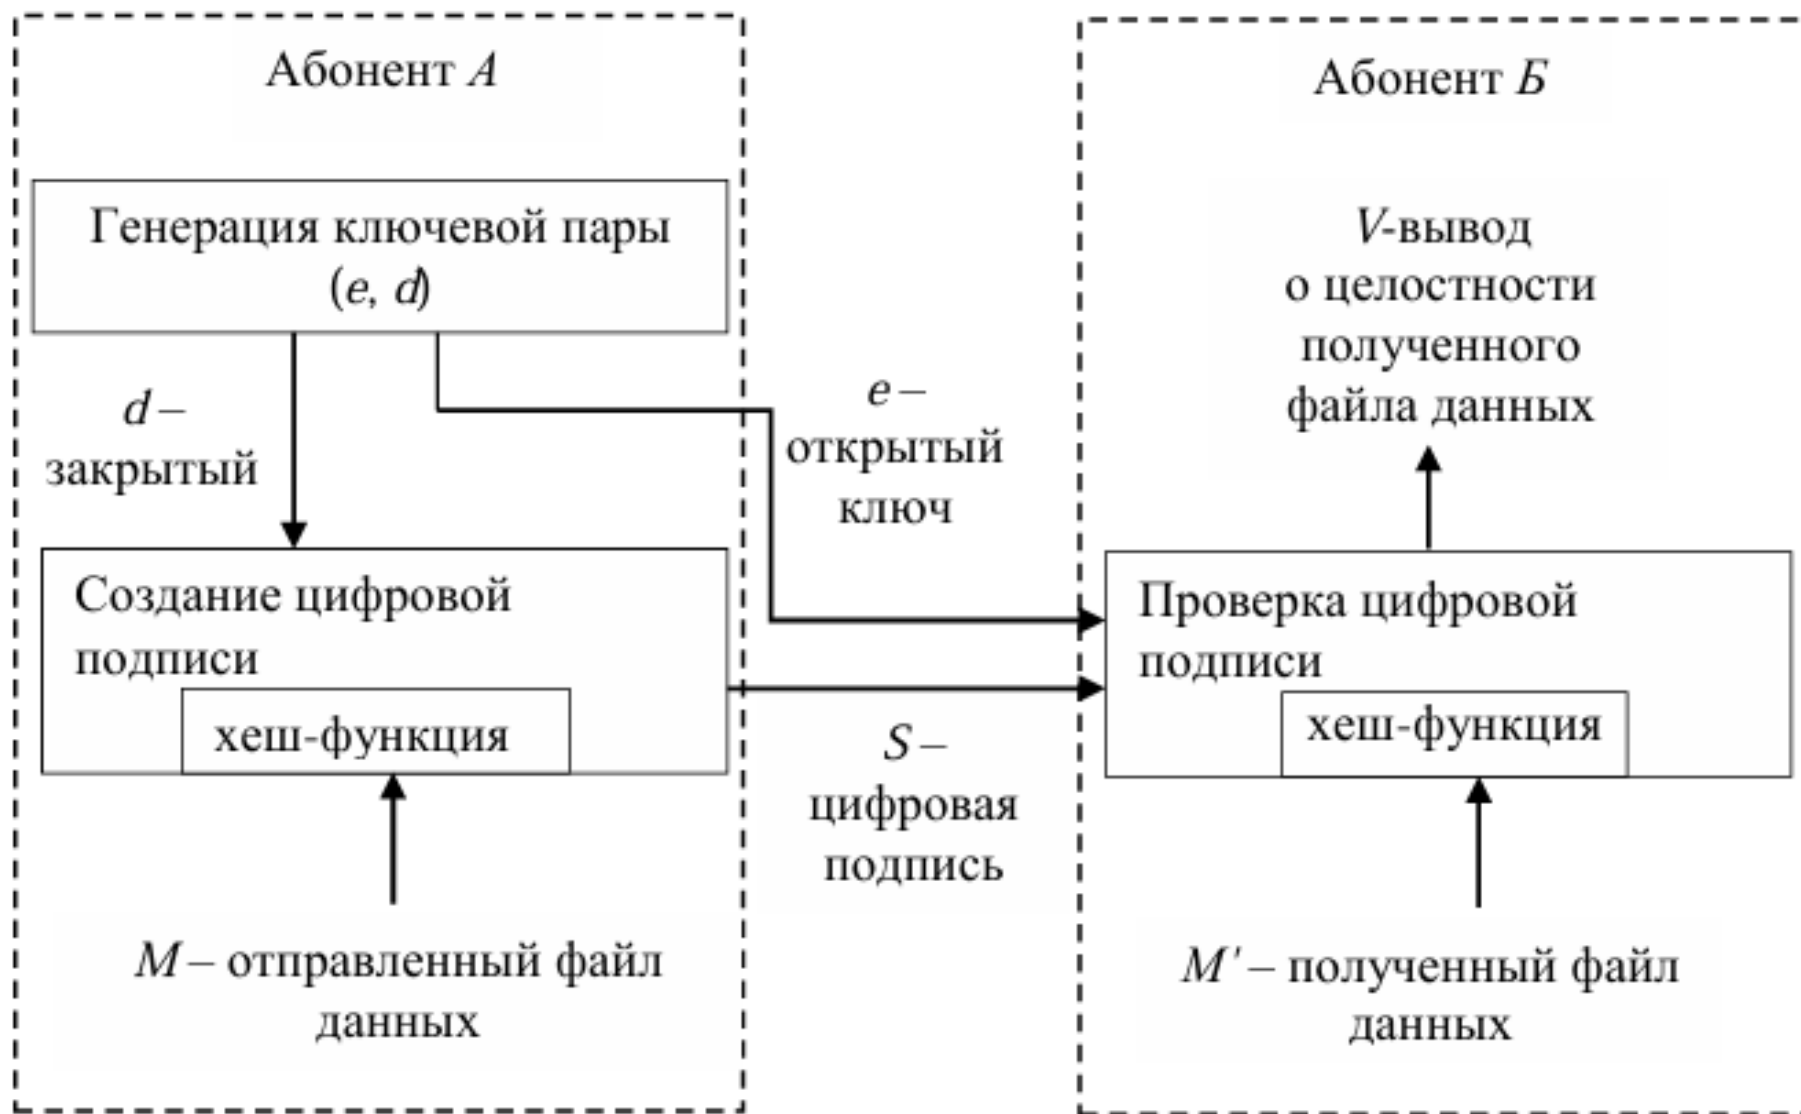 Абонент А
Генерация ключевой пары
(e, d)
d –
закрытый
Создание цифровой
подписи
хеш-функция
М – отправленный файл
данных
e –
открытый
ключ
S –
цифровая
подпись
Абонент Б
V-вывод
о целостности
полученного
файла данных
Проверка цифровой
подписи
хеш-функция
М' – полученный файл
данных